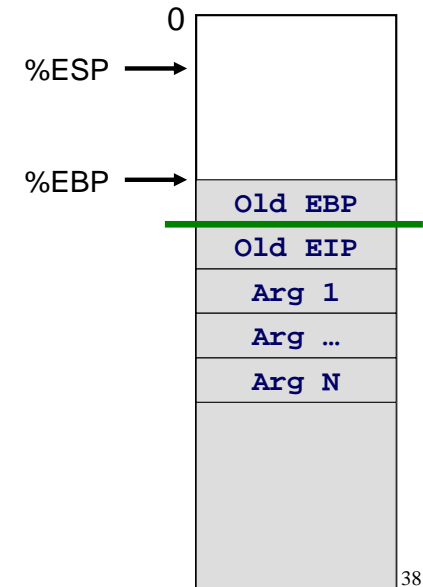 0
%ESP
%EBP
Old EBP
Old EIP
Arg 1
Arg …
Arg N
38